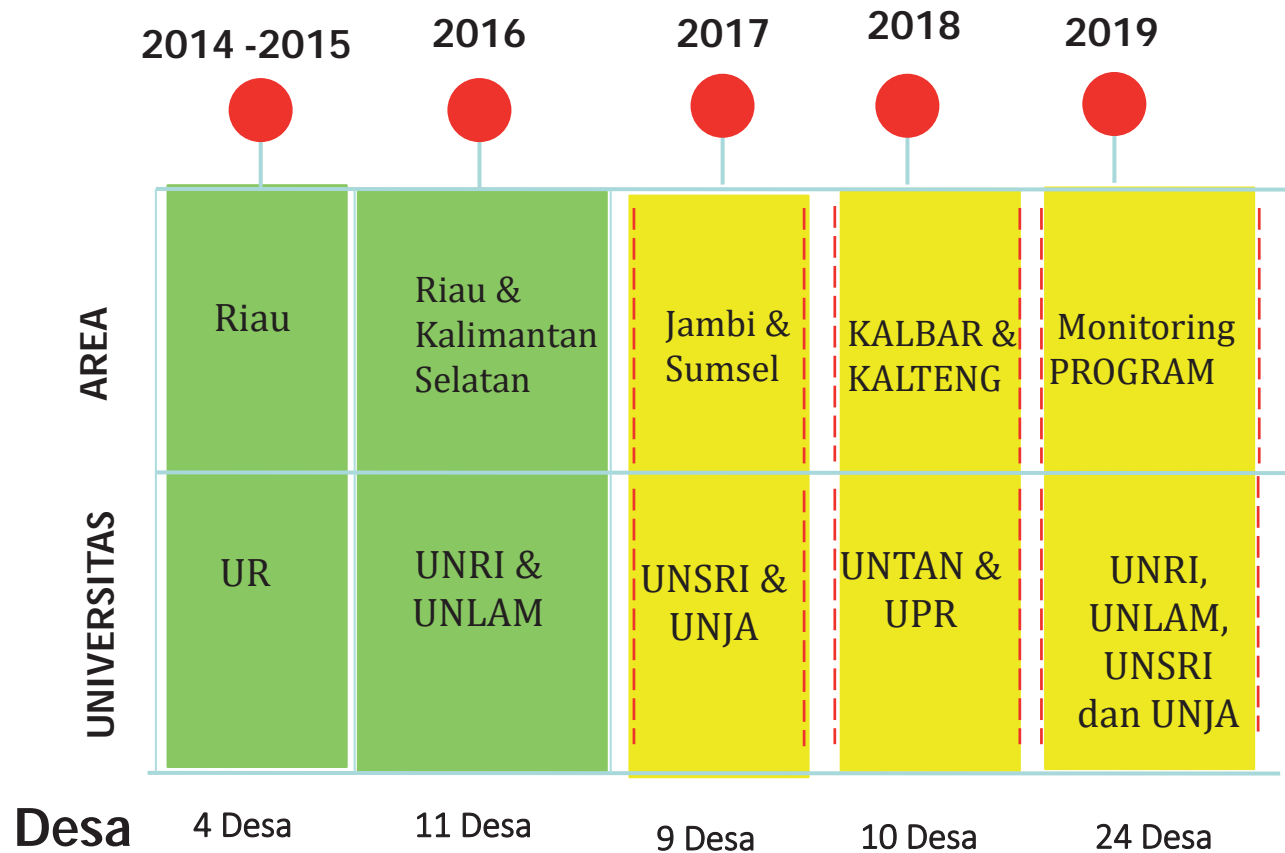 2014 -2015
2016
2017
2018
2019
AREA
Riau
Riau &
Kalimantan
Selatan
Jambi &
Sumsel
KALBAR &
KALTENG
Monitoring
PROGRAM
UNIVERSITAS
UR
UNRI &
UNLAM
UNSRI &
UNJA
UNTAN &
UPR
UNRI,
UNLAM,
UNSRI
dan UNJA
Desa
4 Desa
11 Desa
9 Desa
10 Desa
24 Desa